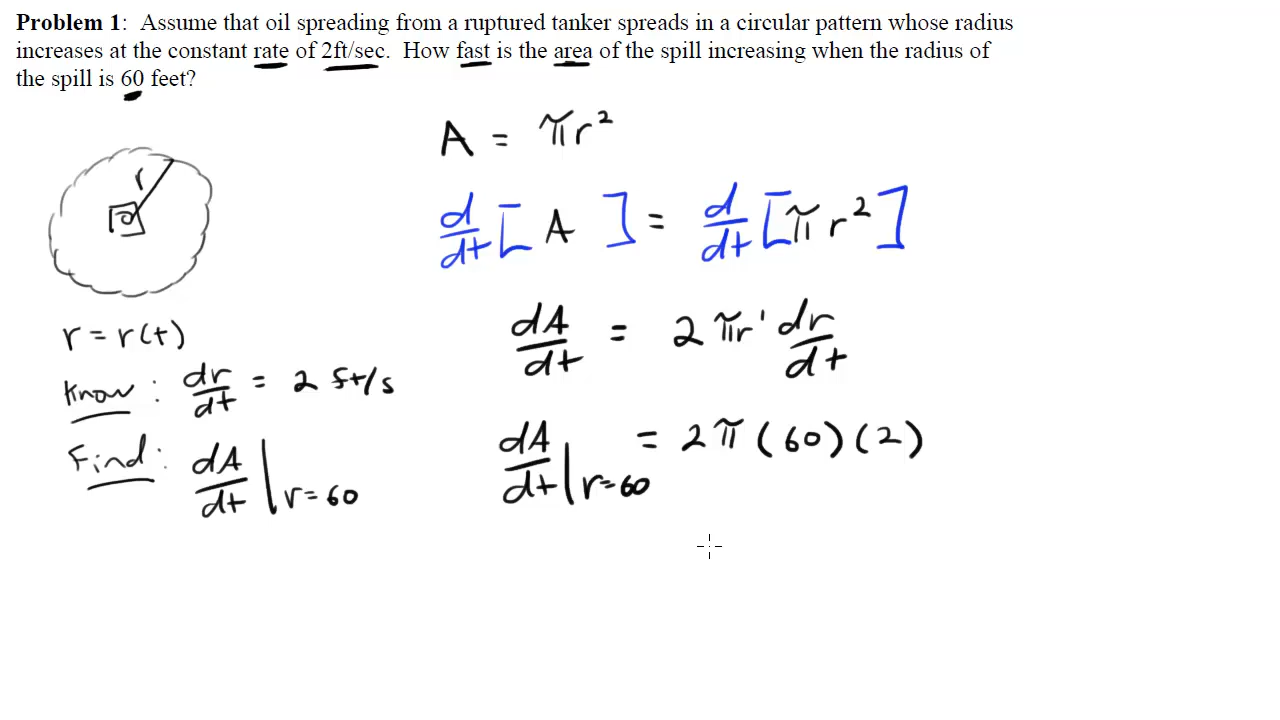 Problem 1: Assume that oil spreading from a ruptured tanker spreads in a circular pattern whose radius
increases at the constant rate of 2ft/sec. How fast is the area of the spill increasing when the radius of
the spill is 60 feet?
A = πr²
r
d/dt [ A ] = d/dt [πr²]
r = r(t)
dA/dt = 2πr¹ dr/dt
Know: dr/dt = 2 ft/s
Find: dA/dt | r=60
dA/dt | r=60 = 2π(60)(2)